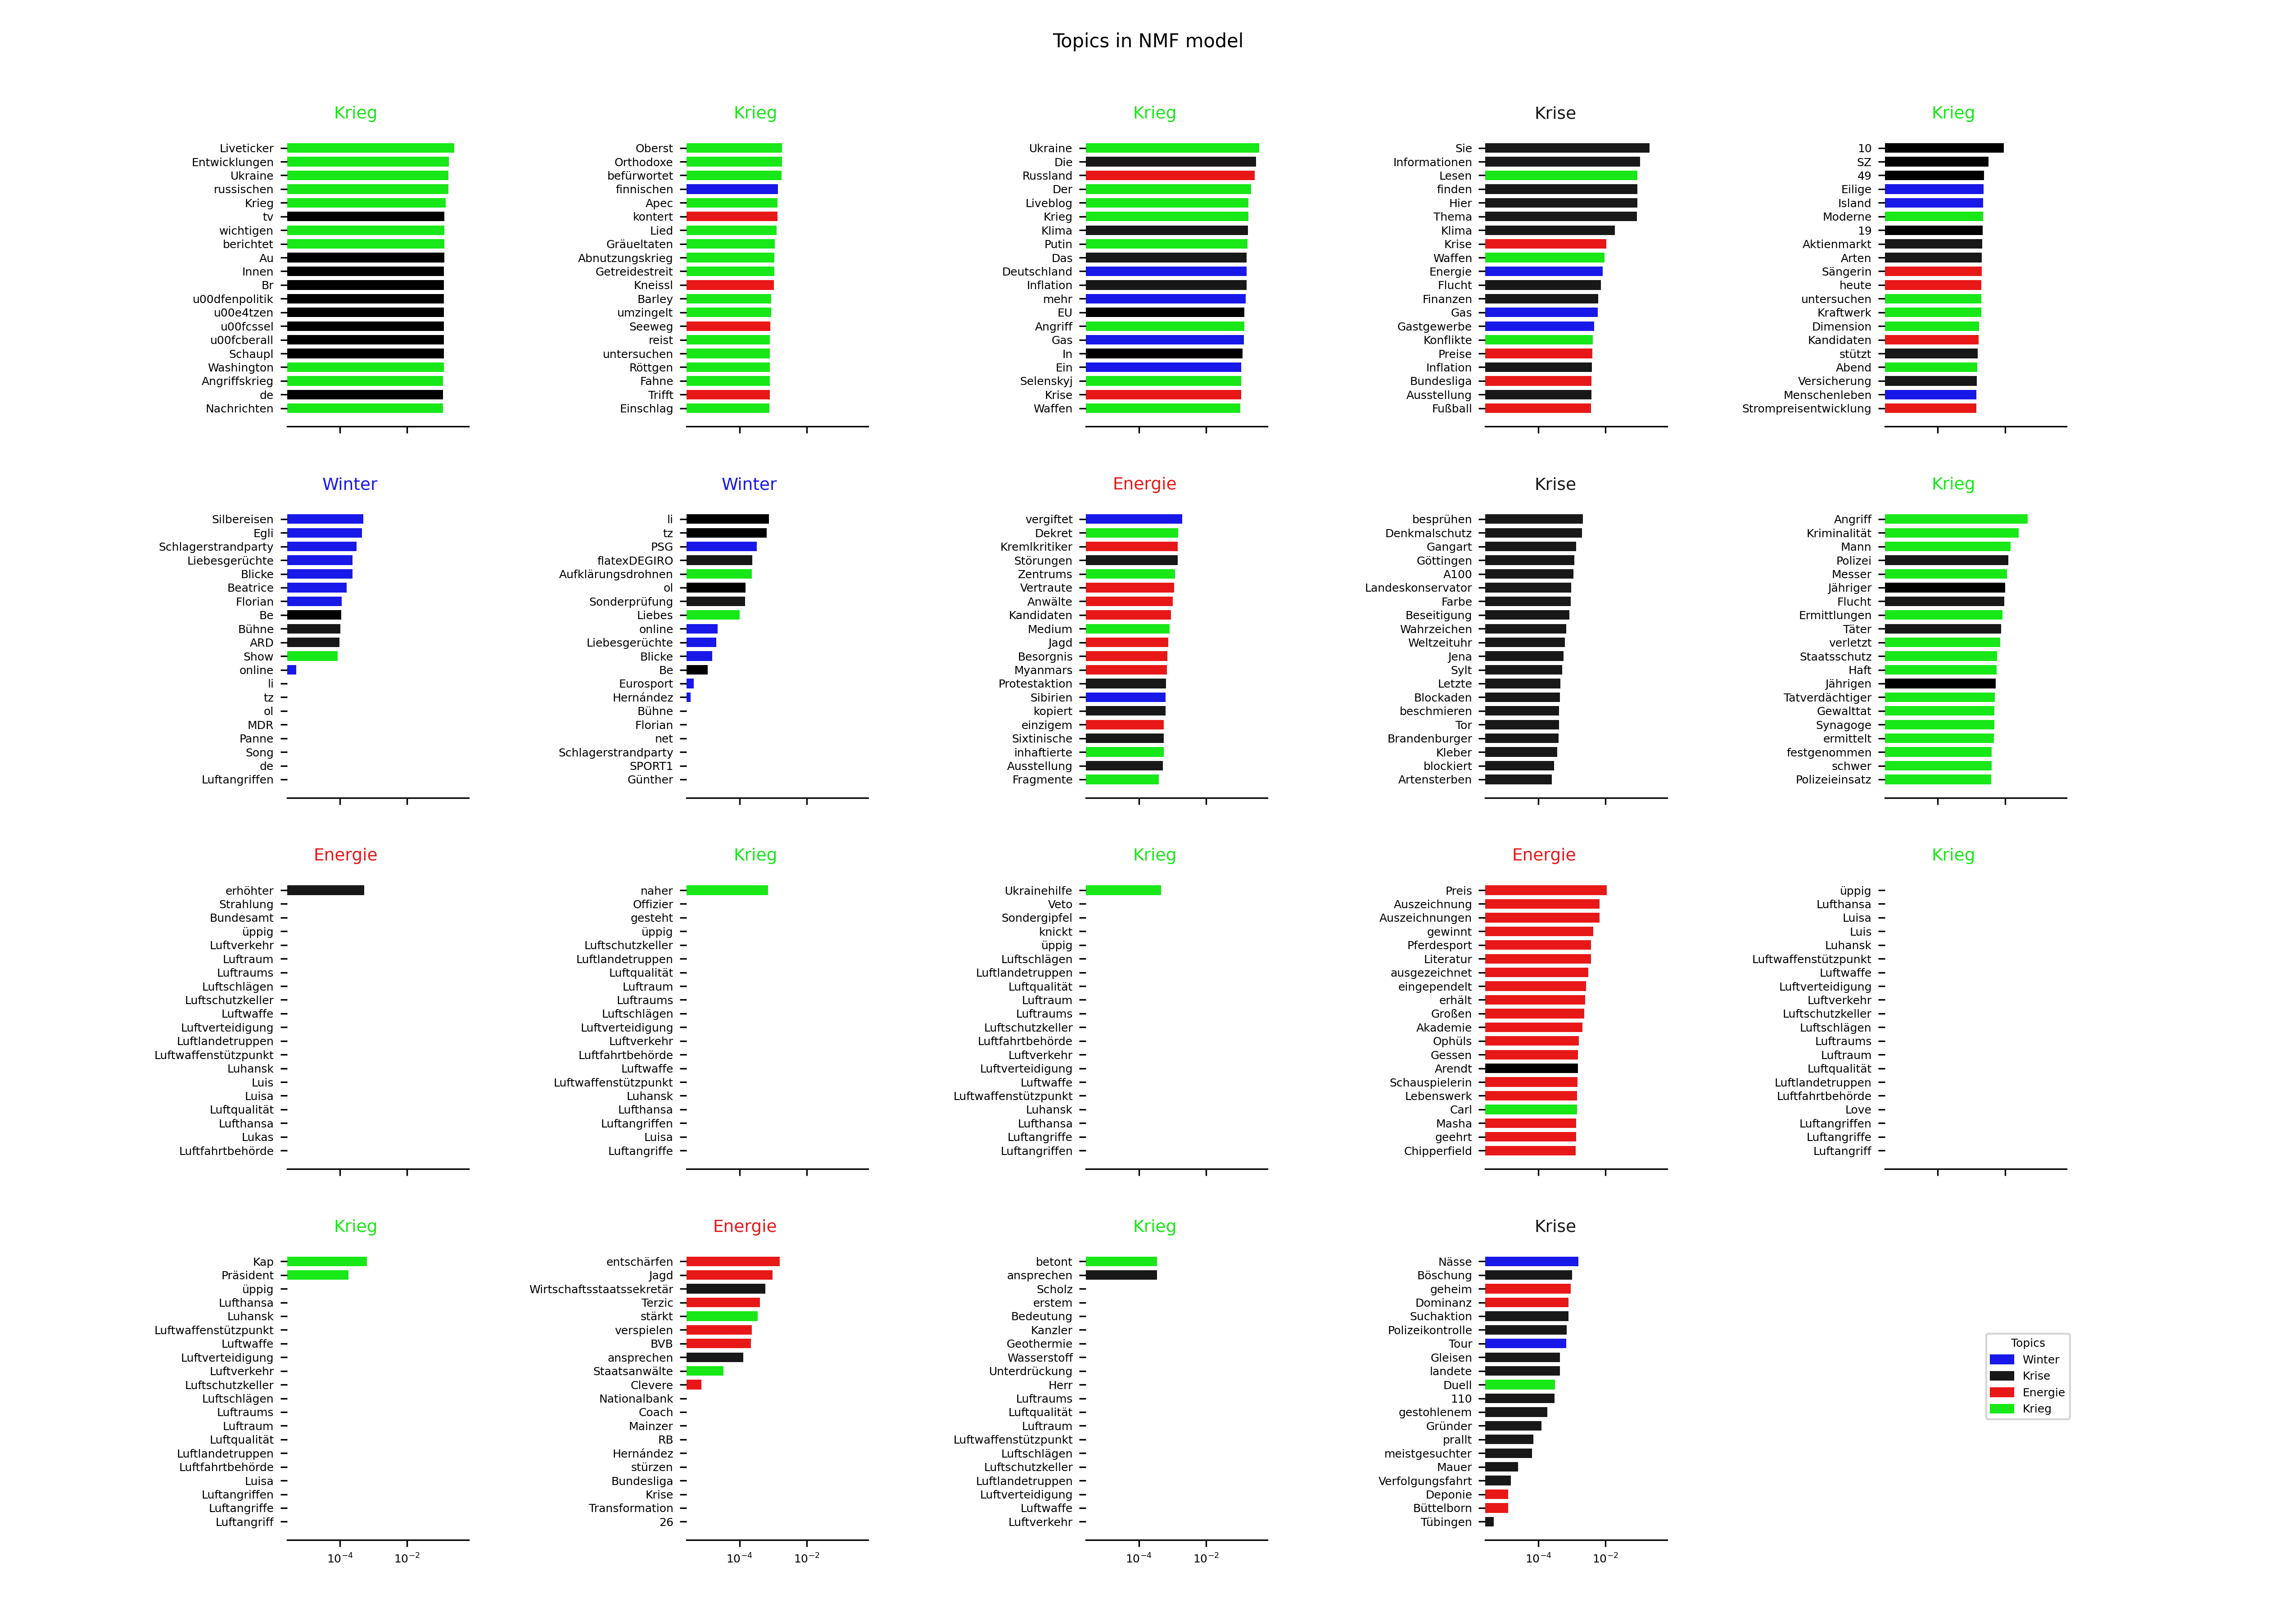 Topics in NMF model
Krieg
Liveticker
Entwicklungen
Ukraine
russischen
Krieg
tv
wichtigen
berichtet
Au
Innen
Br
u00dfenpolitik
u00e4tzen
u00fcssel
u00fcberall
Schaupl
Washington
Angriffskrieg
de
Nachrichten
Krieg
Oberst
Orthodoxe
befürwortet
finnischen
Apec
kontert
Lied
Gräueltaten
Abnutzungskrieg
Getreidestreit
Kneissl
Barley
umzingelt
Seeweg
reist
untersuchen
Röttgen
Fahne
Trifft
Einschlag
Krieg
Ukraine
Die
Russland
Der
Liveblog
Krieg
Klima
Putin
Das
Deutschland
Inflation
mehr
EU
Angriff
Gas
In
Ein
Selenskyj
Krise
Waffen
Krise
Sie
Informationen
Lesen
finden
Hier
Thema
Klima
Krise
Waffen
Energie
Flucht
Finanzen
Gas
Gastgewerbe
Konflikte
Preise
Inflation
Bundesliga
Ausstellung
Fußball
Krieg
10
SZ
49
Eilige
Island
Moderne
19
Aktienmarkt
Arten
Sängerin
heute
untersuchen
Kraftwerk
Dimension
Kandidaten
stützt
Abend
Versicherung
Menschenleben
Strompreisentwicklung
Winter
Silbereisen
Egli
Schlagerstrandparty
Liebesgerüchte
Blicke
Beatrice
Florian
Be
Bühne
ARD
Show
online
li
tz
ol
MDR
Panne
Song
de
Luftangriffen
Winter
li
tz
PSG
flatexDEGIRO
Aufklärungsdrohnen
ol
Sonderprüfung
Liebes
online
Liebesgerüchte
Blicke
Be
Eurosport
Hernández
Bühne
Florian
net
Schlagerstrandparty
SPORT1
Günther
Energie
vergiftet
Dekret
Kremlkritiker
Störungen
Zentrums
Vertraute
Anwälte
Kandidaten
Medium
Jagd
Besorgnis
Myanmars
Protestaktion
Sibirien
kopiert
einzigem
Sixtinische
inhaftierte
Ausstellung
Fragmente
Krise
besprühen
Denkmalschutz
Gangart
Göttingen
A100
Landeskonservator
Farbe
Beseitigung
Wahrzeichen
Weltzeituhr
Jena
Sylt
Letzte
Blockaden
beschmieren
Tor
Brandenburger
Kleber
blockiert
Artensterben
Krieg
Angriff
Kriminalität
Mann
Polizei
Messer
Jähriger
Flucht
Ermittlungen
Täter
verletzt
Staatsschutz
Haft
Jährigen
Tatverdächtiger
Gewalttat
Synagoge
ermittelt
festgenommen
schwer
Polizeieinsatz
Energie
erhöhter
Strahlung
Bundesamt
üppig
Luftverkehr
Luftraum
Luftraums
Luftschlägen
Luftschutzkeller
Luftwaffe
Luftverteidigung
Luftlandetruppen
Luftwaffenstützpunkt
Luhansk
Luis
Luisa
Luftqualität
Lufthansa
Lukas
Luftfahrtbehörde
Krieg
naher
Offizier
gesteht
üppig
Luftschutzkeller
Luftlandetruppen
Luftqualität
Luftraum
Luftraums
Luftschlägen
Luftverteidigung
Luftverkehr
Luftfahrtbehörde
Luftwaffe
Luftwaffenstützpunkt
Luhansk
Lufthansa
Luftangriffen
Luisa
Luftangriffe
Krieg
Ukrainehilfe
Veto
Sondergipfel
knickt
üppig
Luftschlägen
Luftlandetruppen
Luftqualität
Luftraum
Luftraums
Luftschutzkeller
Luftfahrtbehörde
Luftverkehr
Luftverteidigung
Luftwaffe
Luftwaffenstützpunkt
Luhansk
Lufthansa
Luftangriffe
Luftangriffen
Energie
Preis
Auszeichnung
Auszeichnungen
gewinnt
Pferdesport
Literatur
ausgezeichnet
eingependelt
erhält
Großen
Akademie
Ophüls
Gessen
Arendt
Schauspielerin
Lebenswerk
Carl
Masha
geehrt
Chipperfield
Krieg
üppig
Lufthansa
Luisa
Luis
Luhansk
Luftwaffenstützpunkt
Luftwaffe
Luftverteidigung
Luftverkehr
Luftschutzkeller
Luftschlägen
Luftraums
Luftraum
Luftqualität
Luftlandetruppen
Luftfahrtbehörde
Love
Luftangriffen
Luftangriffe
Luftangriff
Krieg
Kap
Präsident
üppig
Lufthansa
Luhansk
Luftwaffenstützpunkt
Luftwaffe
Luftverteidigung
Luftverkehr
Luftschutzkeller
Luftschlägen
Luftraums
Luftraum
Luftqualität
Luftlandetruppen
Luftfahrtbehörde
Luisa
Luftangriffen
Luftangriffe
Luftangriff
10⁻⁴ 10⁻²
Energie
entschärfen
Jagd
Wirtschaftsstaatssekretär
Terzic
stärkt
verspielen
BVB
ansprechen
Staatsanwälte
Clevere
Nationalbank
Coach
Mainzer
RB
Hernández
stürzen
Bundesliga
Krise
Transformation
26
10⁻⁴ 10⁻²
Krieg
betont
ansprechen
Scholz
erstem
Bedeutung
Kanzler
Geothermie
Wasserstoff
Unterdrückung
Herr
Luftraums
Luftqualität
Luftraum
Luftwaffenstützpunkt
Luftschlägen
Luftschutzkeller
Luftlandetruppen
Luftverteidigung
Luftwaffe
Luftverkehr
10⁻⁴ 10⁻²
Krise
Nässe
Böschung
geheim
Dominanz
Suchaktion
Polizeikontrolle
Tour
Gleisen
landete
Duell
110
gestohlenem
Gründer
prallt
meistgesuchter
Mauer
Verfolgungsfahrt
Deponie
Büttelborn
Tübingen
10⁻⁴ 10⁻²
Topics
Winter
Krise
Energie
Krieg